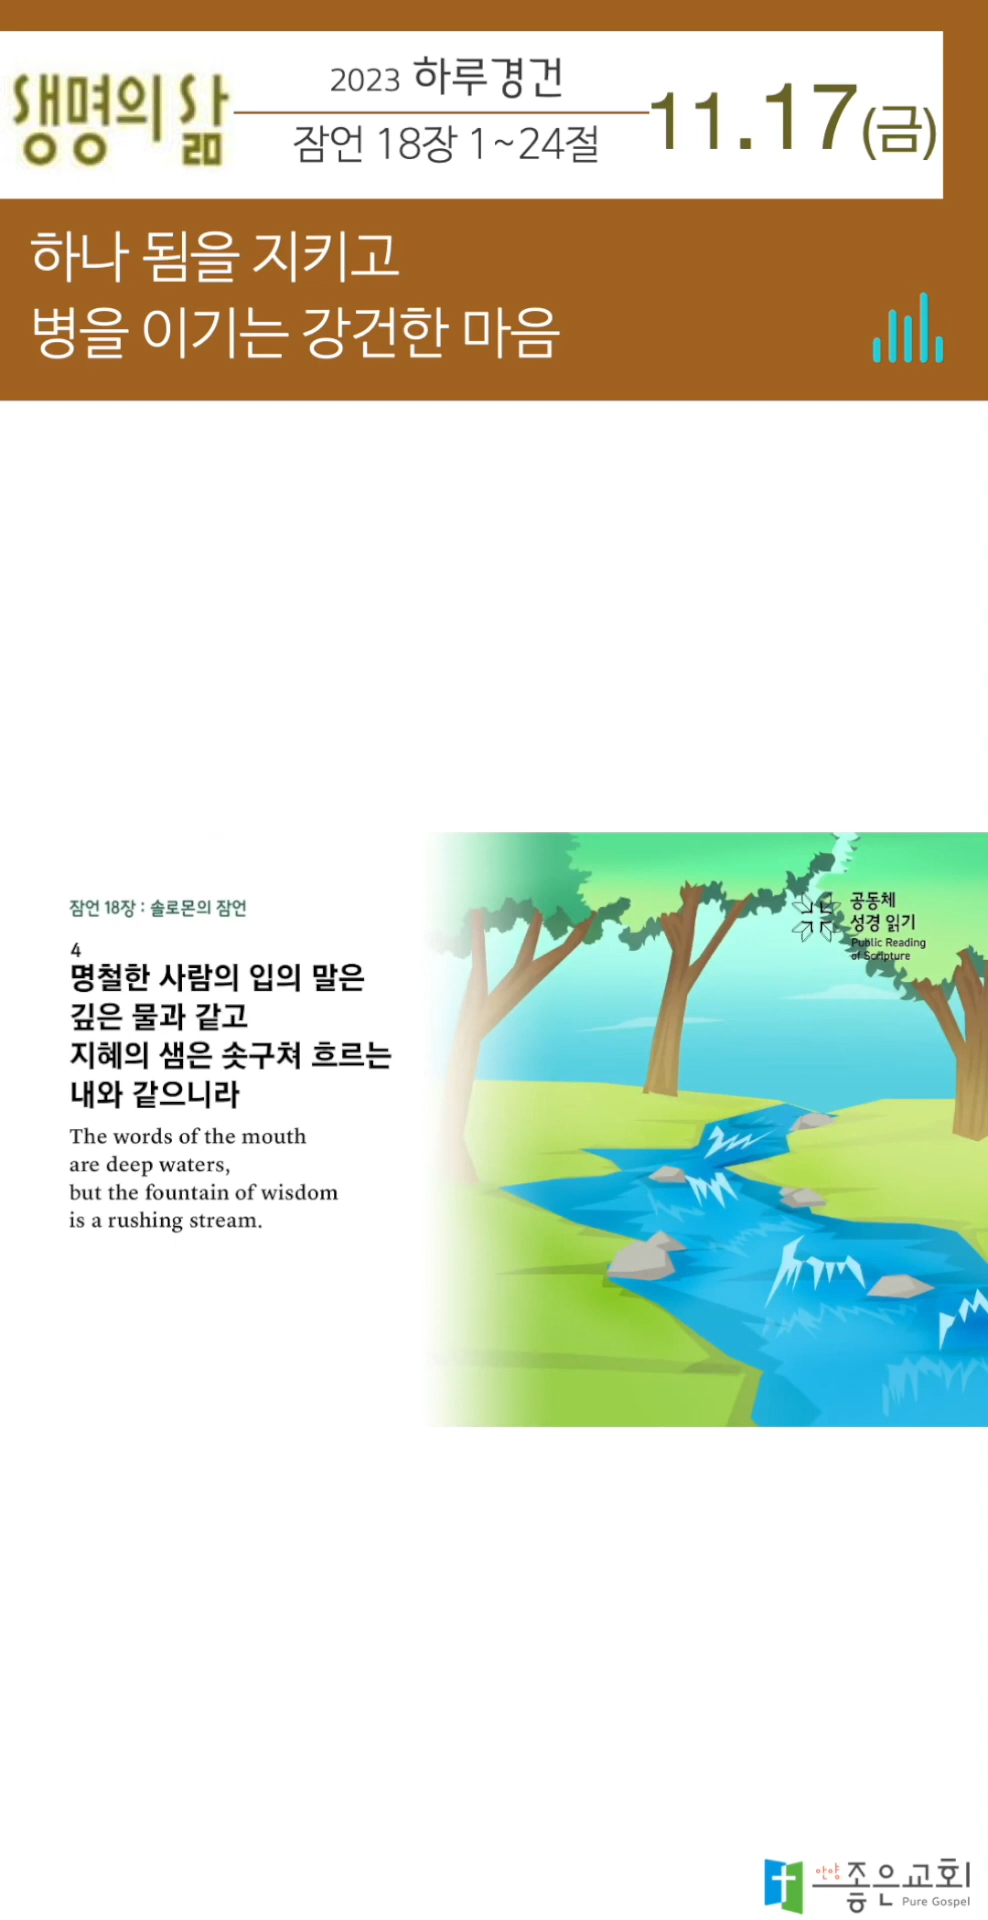 생명의 삶
2023 하루경건
잠언 18장 1~24절
11.17(금)
하나 됨을 지키고
병을 이기는 강건한 마음
잠언 18장 : 솔로몬의 잠언
4
명철한 사람의 입의 말은
깊은 물과 같고
지혜의 샘은 솟구쳐 흐르는
내와 같으니라
The words of the mouth
are deep waters,
but the fountain of wisdom
is a rushing stream.
공동체
성경 읽기
Public Reading
of Scripture
안양 좋은교회
Pure Gospel